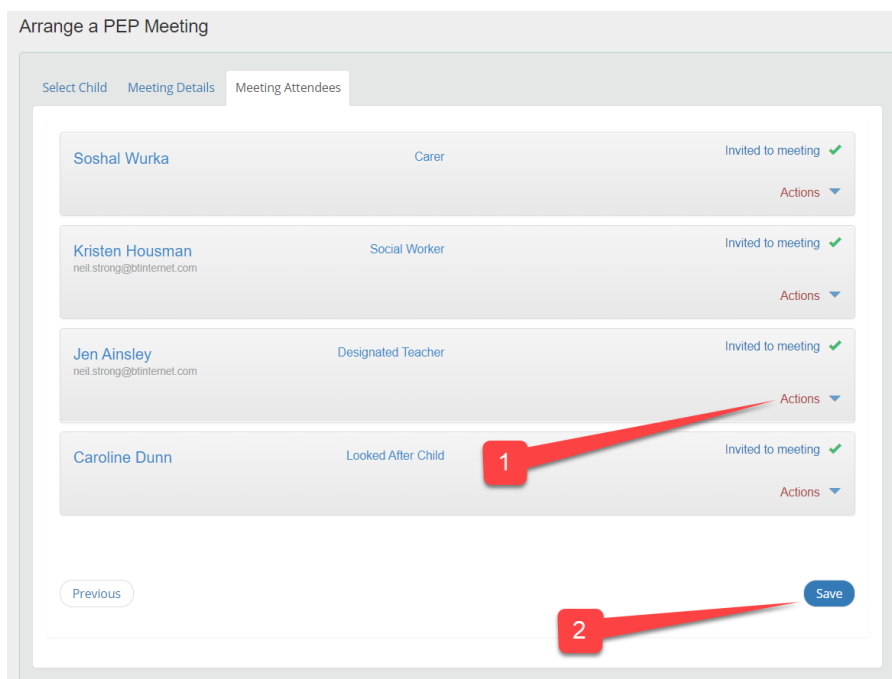 Arrange a PEP Meeting
Select Child Meeting Details Meeting Attendees
Soshal Wurka Carer Invited to meeting
Actions
Kristen Housman Social Worker Invited to meeting
neil.strong@btinternet.com
Actions
Jen Ainsley Designated Teacher Invited to meeting
neil.strong@btinternet.com
Actions
Caroline Dunn Looked After Child 1 Invited to meeting
Actions
Previous Save
2